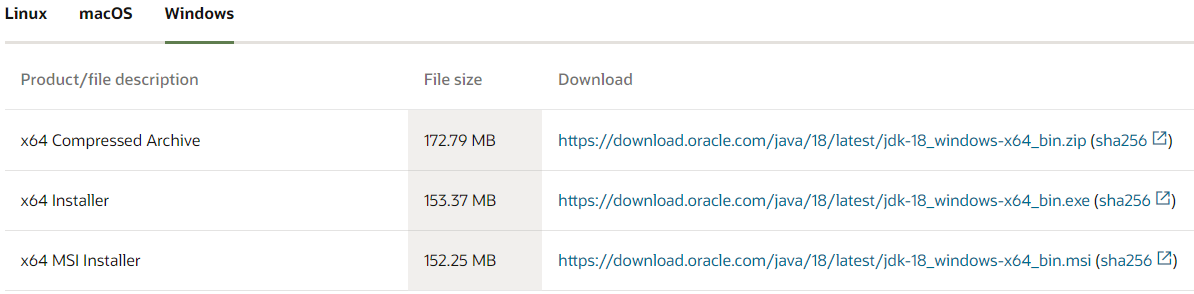 Linux macOS Windows
Product/file description File size Download
x64 Compressed Archive 172.79 MB https://download.oracle.com/java/18/latest/jdk-18_windows-x64_bin.zip (sha256)
x64 Installer 153.37 MB https://download.oracle.com/java/18/latest/jdk-18_windows-x64_bin.exe (sha256)
x64 MSI Installer 152.25 MB https://download.oracle.com/java/18/latest/jdk-18_windows-x64_bin.msi (sha256)